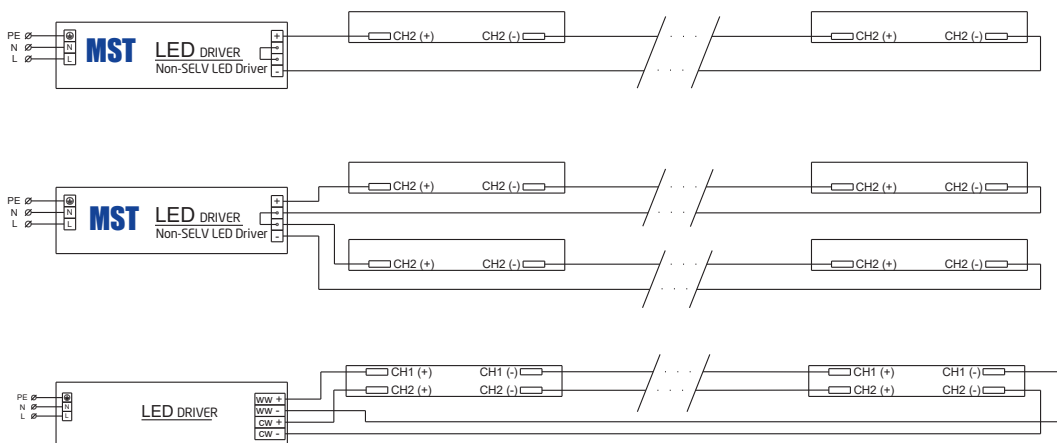 CH2 (+) CH2 (-) CH2 (+) CH2 (-)
PE
N N
L L
MST LED DRIVER
Non-SELV LED Driver
+
-
CH2 (+) CH2 (-) CH2 (+) CH2 (-)
PE
N N
L L
MST LED DRIVER
Non-SELV LED Driver
+
-
CH2 (+) CH2 (-) CH2 (+) CH2 (-)
CH1 (+) CH1 (-) CH1 (+) CH1 (-)
CH2 (+) CH2 (-) CH2 (+) CH2 (-)
PE
N N
L L
LED DRIVER
WW +
WW -
CW +
CW -